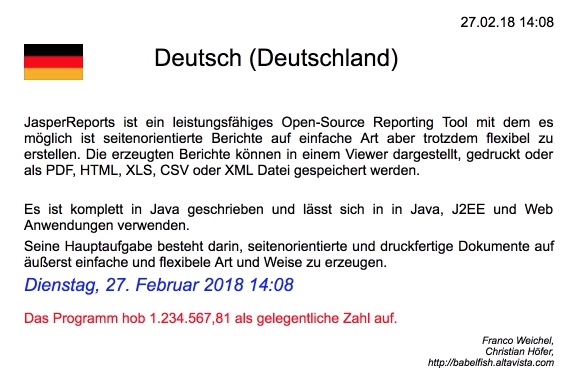 27.02.18 14:08
Deutsch (Deutschland)
JasperReports ist ein leistungsfähiges Open-Source Reporting Tool mit dem es
möglich ist seitenorientierte Berichte auf einfache Art aber trotzdem flexibel zu
erstellen. Die erzeugten Berichte können in einem Viewer dargestellt, gedruckt oder
als PDF, HTML, XLS, CSV oder XML Datei gespeichert werden.
Es ist komplett in Java geschrieben und lässt sich in in Java, J2EE und Web
Anwendungen verwenden.
Seine Hauptaufgabe besteht darin, seitenorientierte und druckfertige Dokumente auf
äußerst einfache und flexibele Art und Weise zu erzeugen.
Dienstag, 27. Februar 2018 14:08
Das Programm hob 1.234.567,81 als gelegentliche Zahl auf.
Franco Weichel,
Christian Höfer,
http://babelfish.altavista.com/